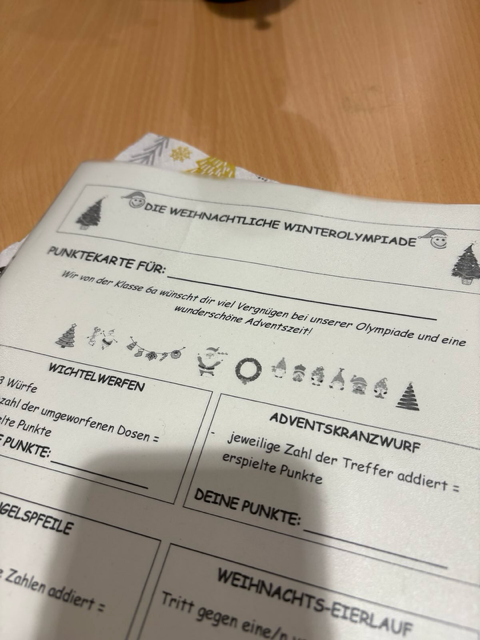 DIE WEIHNACHTLICHE WINTEROLYMPIADE
PUNKTEKARTE FÜR:
Wir von der Klasse 6a wünscht dir viel Vergnügen bei unserer Olympiade und eine
wunderschöne Adventszeit!
WICHTELWERFEN
3 Würfe
zahl der umgeworfenen Dosen =
elte Punkte
E PUNKTE:
ADVENTSKRANZWURF
- jeweilige Zahl der Treffer addiert =
erspielte Punkte
DEINE PUNKTE:
GELSPFEILE
e Zahlen addiert =
WEIHNACHTS-EIERLAUF
Tritt gegen eine/n